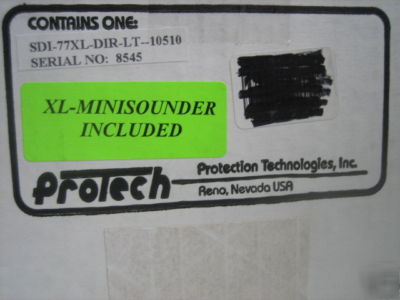 CONTAINS ONE:
SDI-77XL-DIR-LT--10510
SERIAL NO: 8545
XL-MINISOUNDER
INCLUDED
Protech
Protection Technologies, Inc.
Reno, Nevada USA